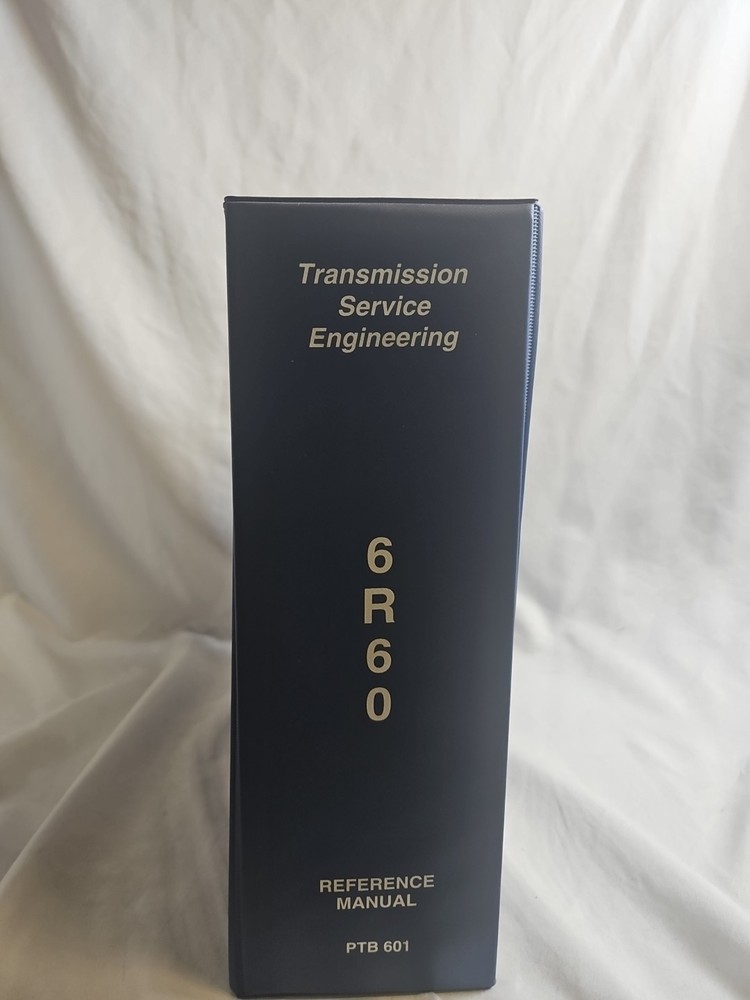 Transmission
Service
Engineering
6
R
6
0
REFERENCE
MANUAL
PTB 601